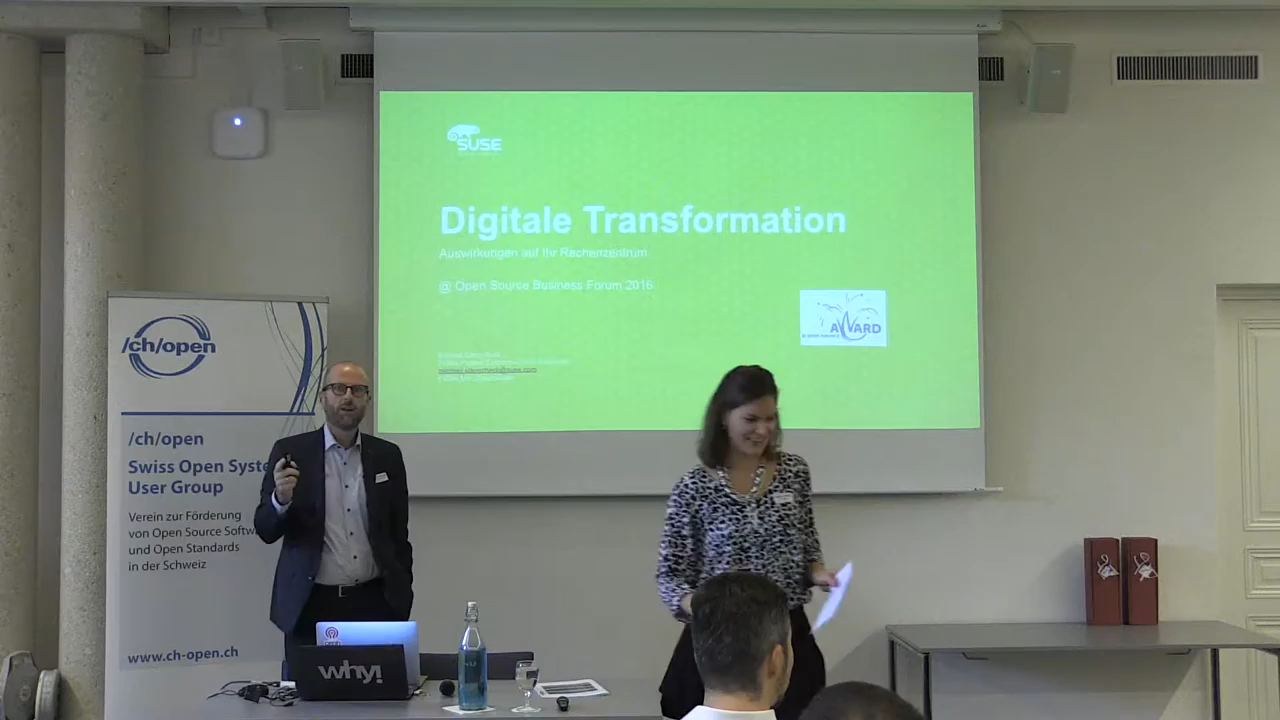 SUSE
Digitale Transformation
Auswirkungen auf Ihr Rechenzentrum
@ Open Source Business Forum 2016
AWARD
/ch/open
/ch/open
Swiss Open Syste
User Group
Verein zur Förderung
von Open Source Softw
und Open Standards
in der Schweiz
www.ch-open.ch
why!